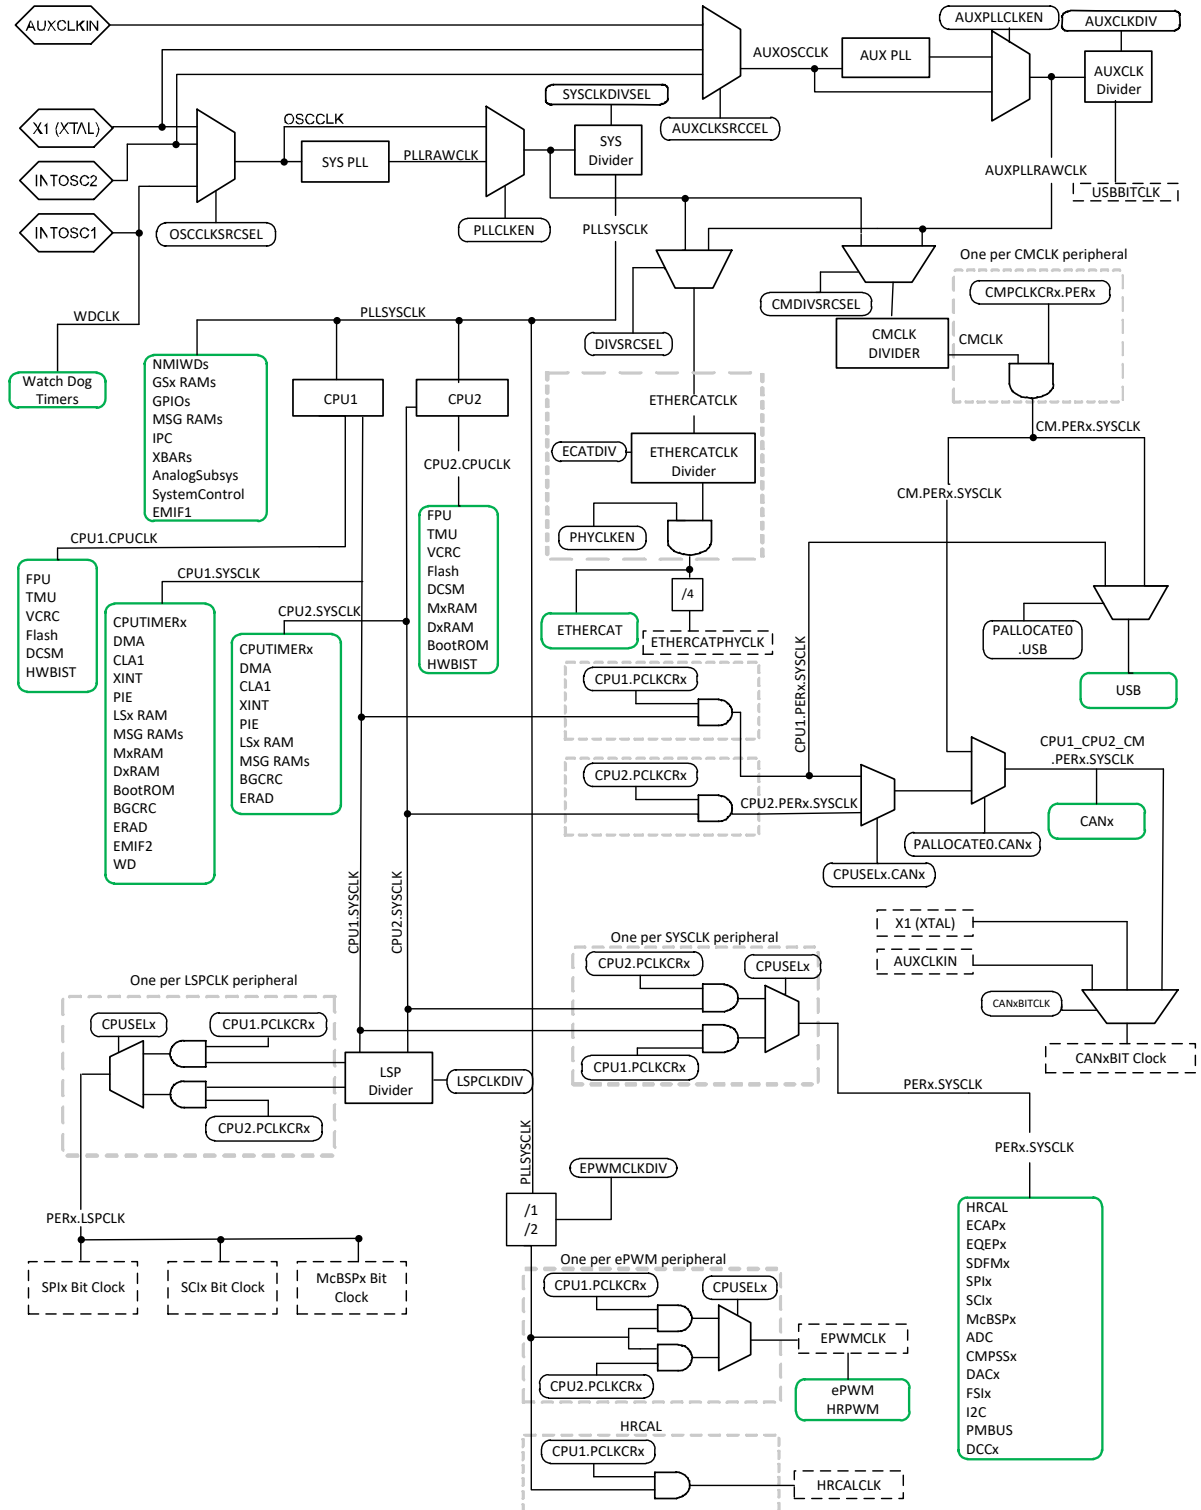 AUXCLKIN
AUXPLLCLKEN
AUXCLKDIV
AUXOSCCLK
AUX PLL
AUXCLK
Divider
SYSCLKDIVSEL
X1 (XTAL)
OSCCLK
AUXCLKSRCCEL
SYS
Divider
SYS PLL
PLLRAWCLK
AUXPLLRAWCLK
INTOSC2
USBBITCLK
INTOSC1
OSCCLKSRCSEL
PLLCLKEN
PLLSYSCLK
One per CMCLK peripheral
CMPCLKCRx.PERx
CMDIVSRCSEL
WDCLK
PLLSYSCLK
DIVSRCSEL
CMCLK
DIVIDER
CMCLK
Watch Dog
Timers
NMIWDs
GSx RAMs
GPIOs
MSG RAMs
IPC
XBARs
AnalogSubsys
SystemControl
EMIF1
CPU1
CPU2
ETHERCATCLK
CM.PERx.SYSCLK
ECATDIV
ETHERCATCLK
Divider
CPU2.CPUCLK
CM.PERx.SYSCLK
FPU
TMU
VCRC
Flash
DCSM
MxRAM
DxRAM
BootROM
HWBIST
PHYCLKEN
CPU1.CPUCLK
FPU
TMU
VCRC
Flash
DCSM
HWBIST
CPU1.SYSCLK
/4
CPUTIMERx
DMA
CLA1
XINT
PIE
LSx RAM
MSG RAMs
MxRAM
DxRAM
BootROM
BGCRC
ERAD
EMIF2
WD
CPU2.SYSCLK
CPUTIMERx
DMA
CLA1
XINT
PIE
LSx RAM
MSG RAMs
BGCRC
ERAD
ETHERCAT
ETHERCATPHYCLK
PALLOCATE0
.USB
USB
CPU1.PCLKCRx
CPU1.PERx.SYSCLK
CPU2.PCLKCRx
CPU2.PERx.SYSCLK
CPU1_CPU2_CM
.PERx.SYSCLK
CANx
PALLOCATE0.CANx
CPUSELx.CANx
CPU1.SYSCLK
CPU2.SYSCLK
X1 (XTAL)
AUXCLKIN
CANxBITCLK
CANxBIT Clock
One per SYSCLK peripheral
CPU2.PCLKCRx
CPUSELx
CPU1.PCLKCRx
One per LSPCLK peripheral
CPUSELx
CPU1.PCLKCRx
CPU2.PCLKCRx
LSP
Divider
LSPCLKDIV
PERx.SYSCLK
PERx.SYSCLK
PLLSYSCLK
EPWMCLKDIV
/1
/2
PERx.LSPCLK
SPIx Bit Clock
SCIx Bit Clock
McBSPx Bit
Clock
HRCAL
ECAPx
EQEPx
SDFMx
SPIx
SCIx
McBSPx
ADC
CMPSSx
DACx
FSIx
I2C
PMBUS
DCCx
One per ePWM peripheral
CPU1.PCLKCRx
CPUSELx
CPU2.PCLKCRx
EPWMCLK
ePWM
HRPWM
HRCAL
CPU1.PCLKCRx
HRCALCLK